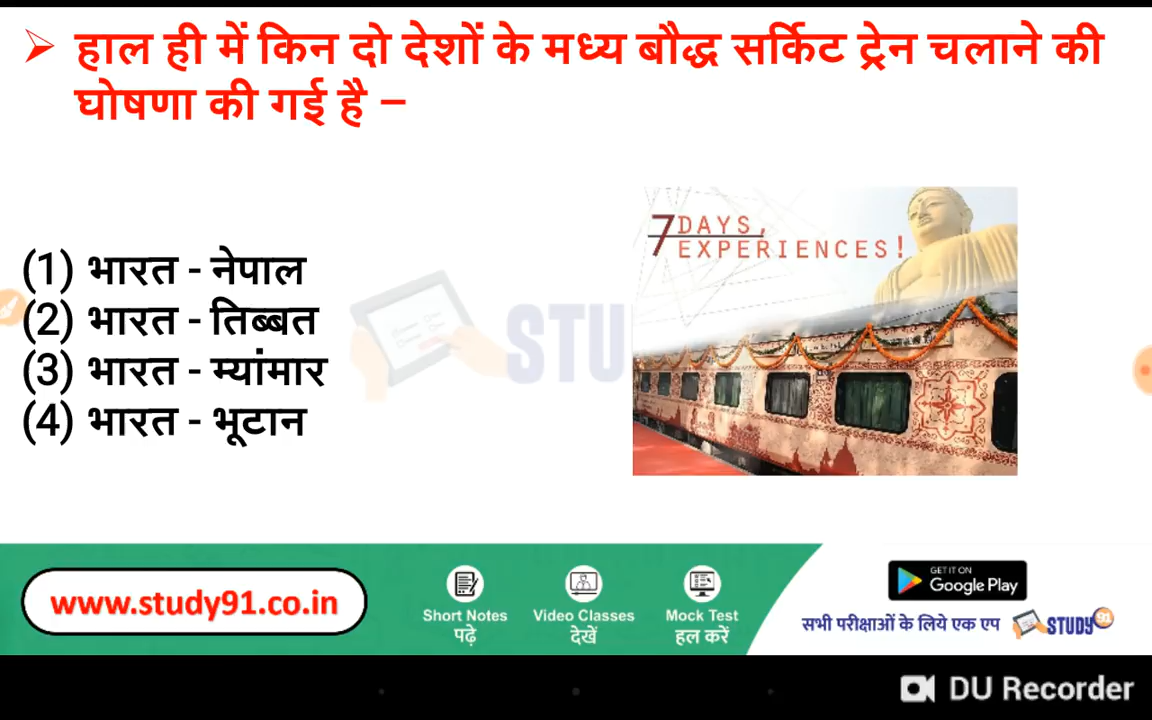 ➢ हाल ही में किन दो देशों के मध्य बौद्ध सर्किट ट्रेन चलाने की
घोषणा की गई है –
7 DAYS,
EXPERIENCES!
(1) भारत - नेपाल
(2) भारत - तिब्बत
(3) भारत - म्यांमार
(4) भारत - भूटान
STU
www.study91.co.in
Short Notes
पढ़े
Video Classes
देखें
Mock Test
हल करें
GET IT ON
Google Play
सभी परीक्षाओं के लिये एक एप
STUDY 91
DU Recorder